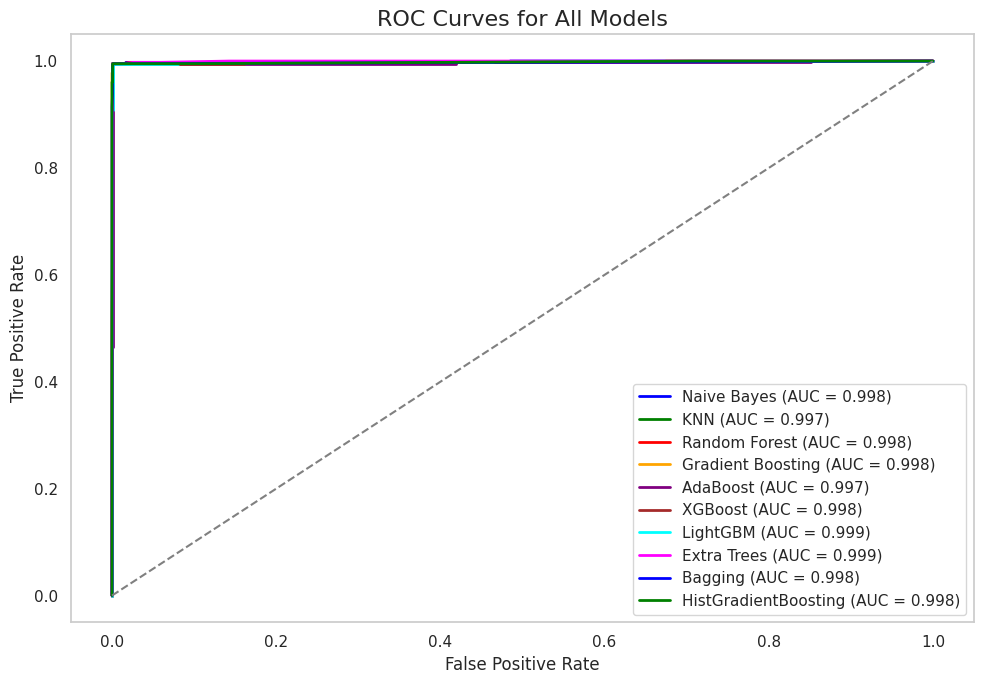 ROC Curves for All Models
True Positive Rate
1.0
0.8
0.6
0.4
0.2
0.0
Naive Bayes (AUC = 0.998)
KNN (AUC = 0.997)
Random Forest (AUC = 0.998)
Gradient Boosting (AUC = 0.998)
AdaBoost (AUC = 0.997)
XGBoost (AUC = 0.998)
LightGBM (AUC = 0.999)
Extra Trees (AUC = 0.999)
Bagging (AUC = 0.998)
HistGradientBoosting (AUC = 0.998)
0.0 0.2 0.4 0.6 0.8 1.0
False Positive Rate